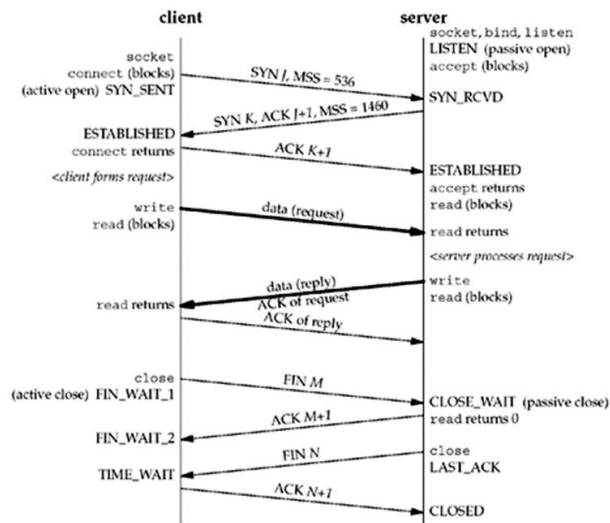 client
server
socket, bind, listen
LISTEN (passive open)
accept (blocks)
socket
connect (blocks)
(active open) SYN_SENT
SYN J, MSS = 536
SYN_RCVD
SYN K, ACK J+1, MSS = 1460
ESTABLISHED
connect returns
ACK K+1
ESTABLISHED
accept returns
read (blocks)
<client forms request>
write
read (blocks)
data (request)
read returns
<server processes request>
write
read (blocks)
data (reply)
ACK of request
read returns
ACK of reply
close
(active close) FIN_WAIT_1
FIN M
CLOSE_WAIT (passive close)
read returns 0
ACK M+1
FIN_WAIT_2
close
LAST_ACK
FIN N
TIME_WAIT
ACK N+1
CLOSED